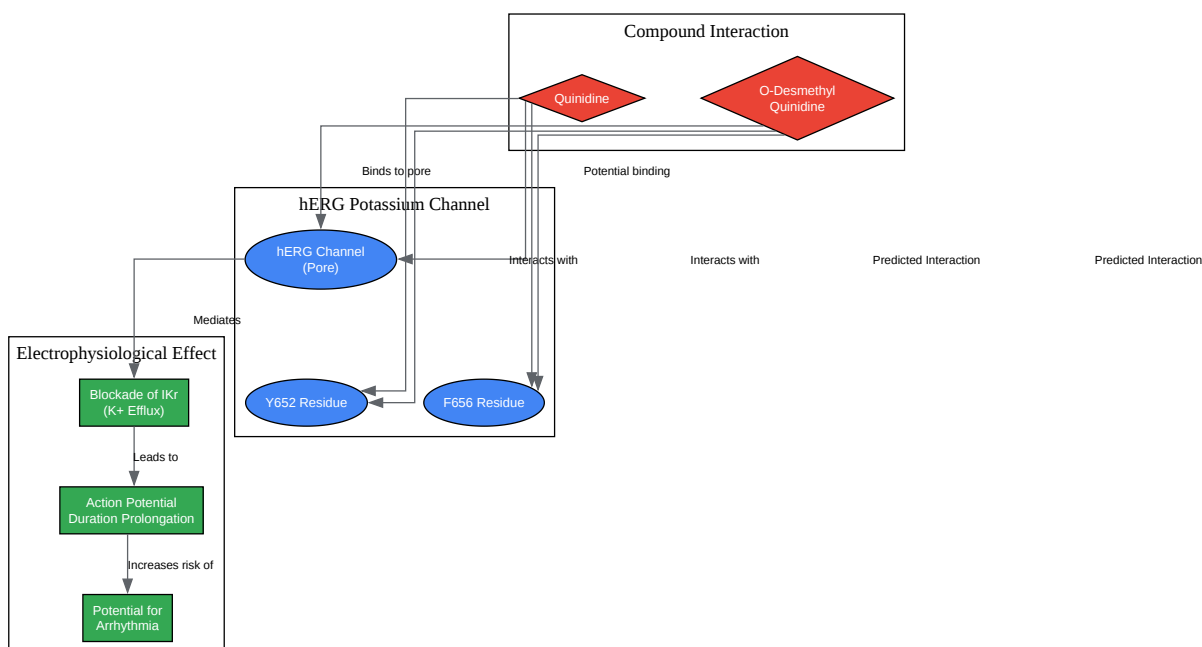 Compound Interaction
Quinidine
O-Desmethyl
Quinidine
Binds to pore
Potential binding
hERG Potassium Channel
hERG Channel
(Pore)
Interacts with
Interacts with
Predicted Interaction
Predicted Interaction
Mediates
Electrophysiological Effect
Blockade of IKr
(K+ Efflux)
Y652 Residue
F656 Residue
Leads to
Action Potential
Duration Prolongation
Increases risk of
Potential for
Arrhythmia